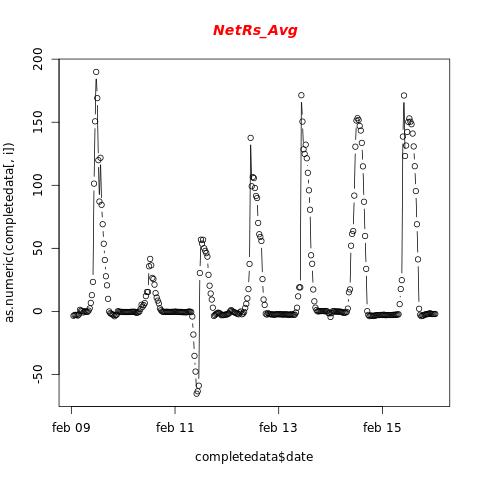 NetRs_Avg
as.numeric(completedata[, i])
200
150
100
50
0
-50
feb 09
feb 11
feb 13
feb 15
completedata$date